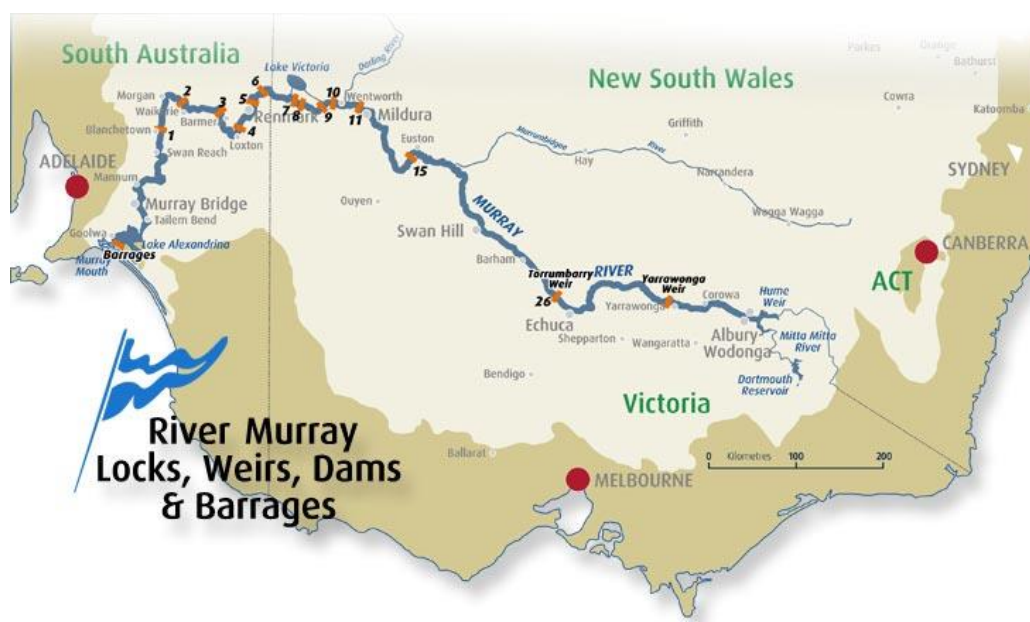 South Australia
New South Wales
Victoria
ACT
Lake Victoria
Darling River
Parkes
Orange
Bathurst
Cowra
Katoomba
Griffith
Morgan
2
6
5
3
Waikerie
Barmera
Renmark
7
8
9
10
Wentworth
11
Mildura
Blanchetown
1
4
Loxton
Euston
15
Murrumbidgee
River
Hay
Narrandera
Wagga Wagga
ADELAIDE
Swan Reach
Mannum
Murray Bridge
Tailem Bend
Goolwa
Lake Alexandrina
Barrages
Murray
Mouth
Ouyen
Swan Hill
MURRAY
RIVER
SYDNEY
CANBERRA
Barham
Torrumbarry
Weir
26
Echuca
Yarrawonga
Weir
Yarrawonga
Corowa
Hume
Weir
Shepparton
Wangaratta
Albury
Wodonga
Mitta Mitta
River
Dartmouth
Reservoir
Bendigo
Ballarat
MELBOURNE
0 Kilometres 100 200
River Murray
Locks, Weirs, Dams
& Barrages